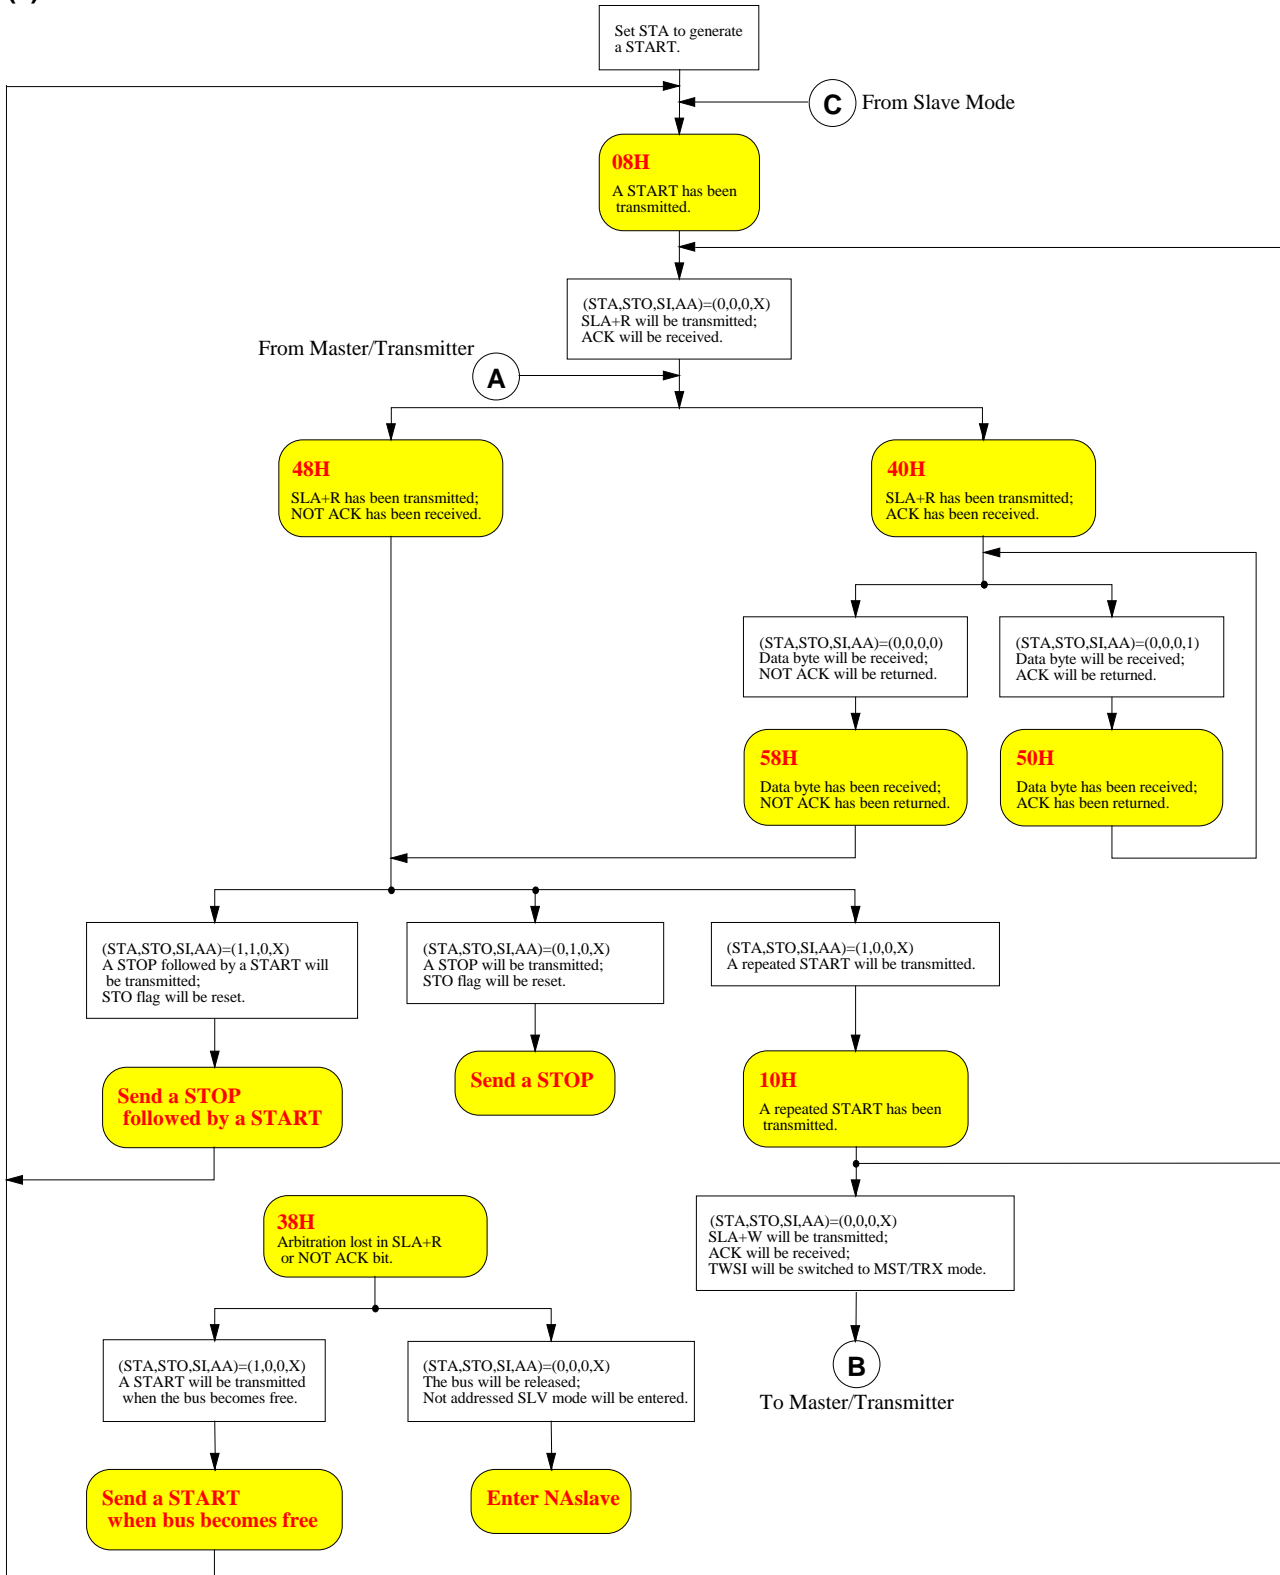 Set STA to generate
a START.
C
From Slave Mode
08H
A START has been
transmitted.
(STA,STO,SI,AA)=(0,0,0,X)
SLA+R will be transmitted;
ACK will be received.
From Master/Transmitter
A
48H
SLA+R has been transmitted;
NOT ACK has been received.
40H
SLA+R has been transmitted;
ACK has been received.
(STA,STO,SI,AA)=(0,0,0,0)
Data byte will be received;
NOT ACK will be returned.
(STA,STO,SI,AA)=(0,0,0,1)
Data byte will be received;
ACK will be returned.
58H
Data byte has been received;
NOT ACK has been returned.
50H
Data byte has been received;
ACK has been returned.
(STA,STO,SI,AA)=(1,1,0,X)
A STOP followed by a START will
be transmitted;
STO flag will be reset.
(STA,STO,SI,AA)=(0,1,0,X)
A STOP will be transmitted;
STO flag will be reset.
(STA,STO,SI,AA)=(1,0,0,X)
A repeated START will be transmitted.
Send a STOP
followed by a START
Send a STOP
10H
A repeated START has been
transmitted.
38H
Arbitration lost in SLA+R
or NOT ACK bit.
(STA,STO,SI,AA)=(0,0,0,X)
SLA+W will be transmitted;
ACK will be received;
TWSI will be switched to MST/TRX mode.
(STA,STO,SI,AA)=(1,0,0,X)
A START will be transmitted
when the bus becomes free.
(STA,STO,SI,AA)=(0,0,0,X)
The bus will be released;
Not addressed SLV mode will be entered.
B
To Master/Transmitter
Send a START
when bus becomes free
Enter NAslave